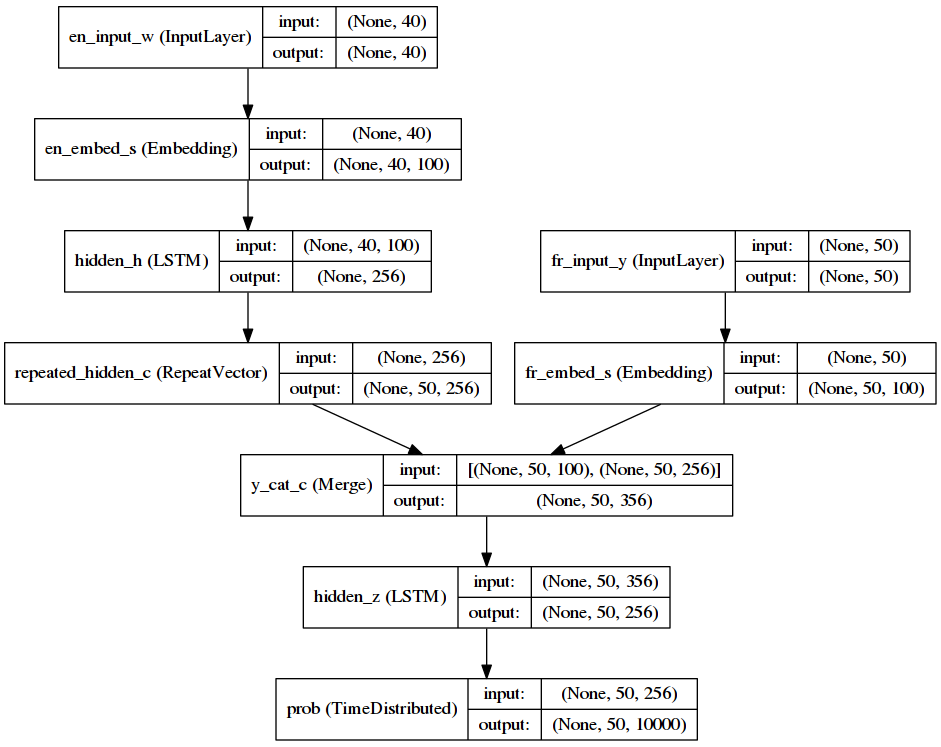 en_input_w (InputLayer)
input:
(None, 40)
output:
(None, 40)
en_embed_s (Embedding)
input:
(None, 40)
output:
(None, 40, 100)
hidden_h (LSTM)
input:
(None, 40, 100)
output:
(None, 256)
fr_input_y (InputLayer)
input:
(None, 50)
output:
(None, 50)
repeated_hidden_c (RepeatVector)
input:
(None, 256)
output:
(None, 50, 256)
fr_embed_s (Embedding)
input:
(None, 50)
output:
(None, 50, 100)
y_cat_c (Merge)
input:
[(None, 50, 100), (None, 50, 256)]
output:
(None, 50, 356)
hidden_z (LSTM)
input:
(None, 50, 356)
output:
(None, 50, 256)
prob (TimeDistributed)
input:
(None, 50, 256)
output:
(None, 50, 10000)